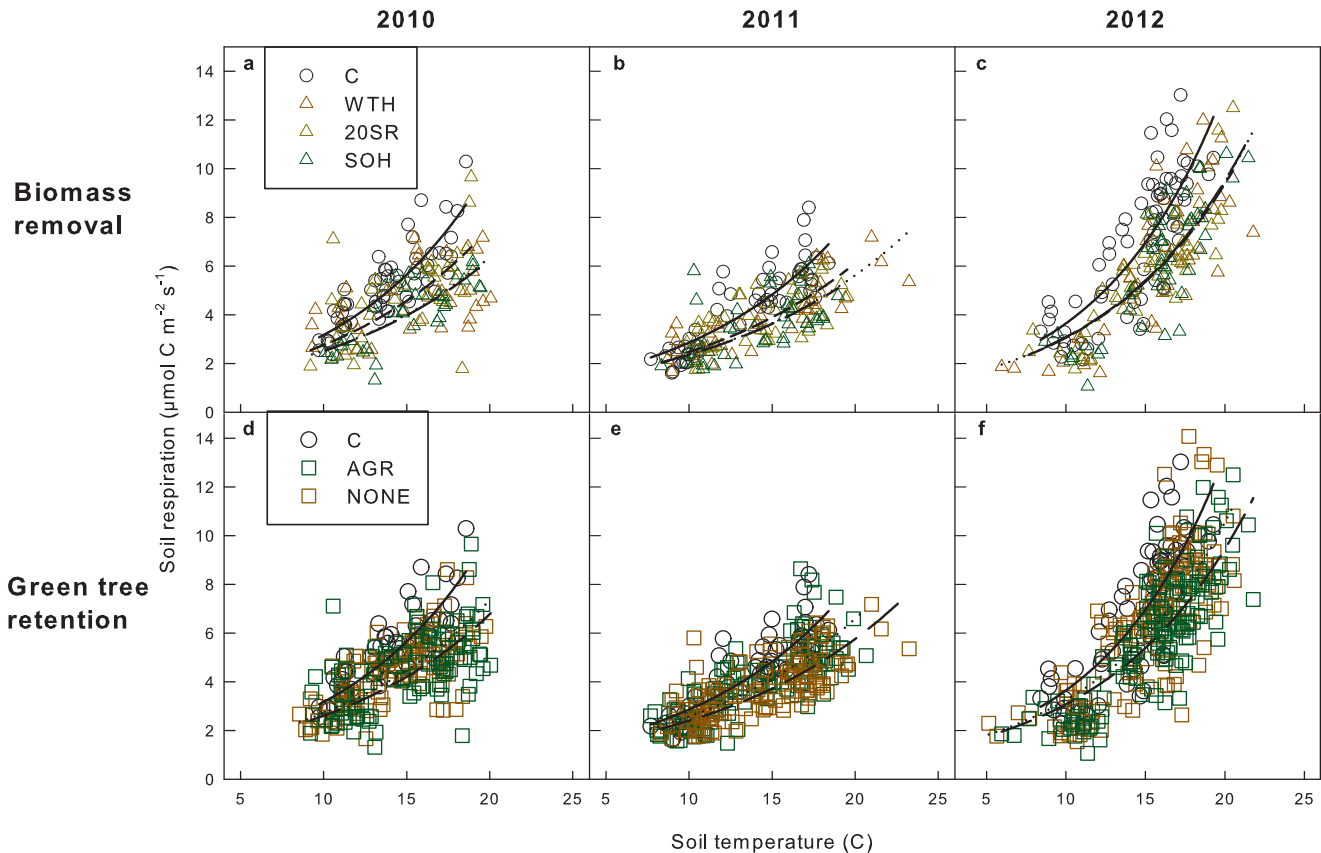 2010 2011 2012
Biomass
removal
Green tree
retention
Soil respiration (µmol C m⁻² s⁻¹)
a
C
WTH
20SR
SOH
14
12
10
8
6
4
2
0
b
c
d
C
AGR
NONE
14
12
10
8
6
4
2
0
e
f
5 10 15 20 5 10 15 20 25 5 10 15 20 25
Soil temperature (C)